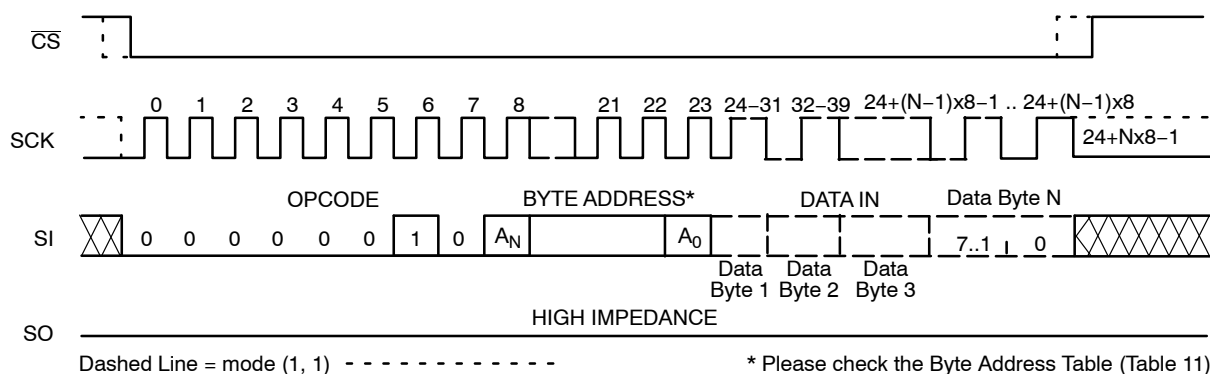 CS
0 1 2 3 4 5 6 7 8 21 22 23 24−31 32−39 24+(N−1)x8−1 .. 24+(N−1)x8
SCK
24+Nx8−1
OPCODE BYTE ADDRESS* DATA IN Data Byte N
SI
0 0 0 0 0 0 1 0 AN A0 7..1 0
Data Byte 1
Data Byte 2
Data Byte 3
HIGH IMPEDANCE
SO
Dashed Line = mode (1, 1)
* Please check the Byte Address Table (Table 11)